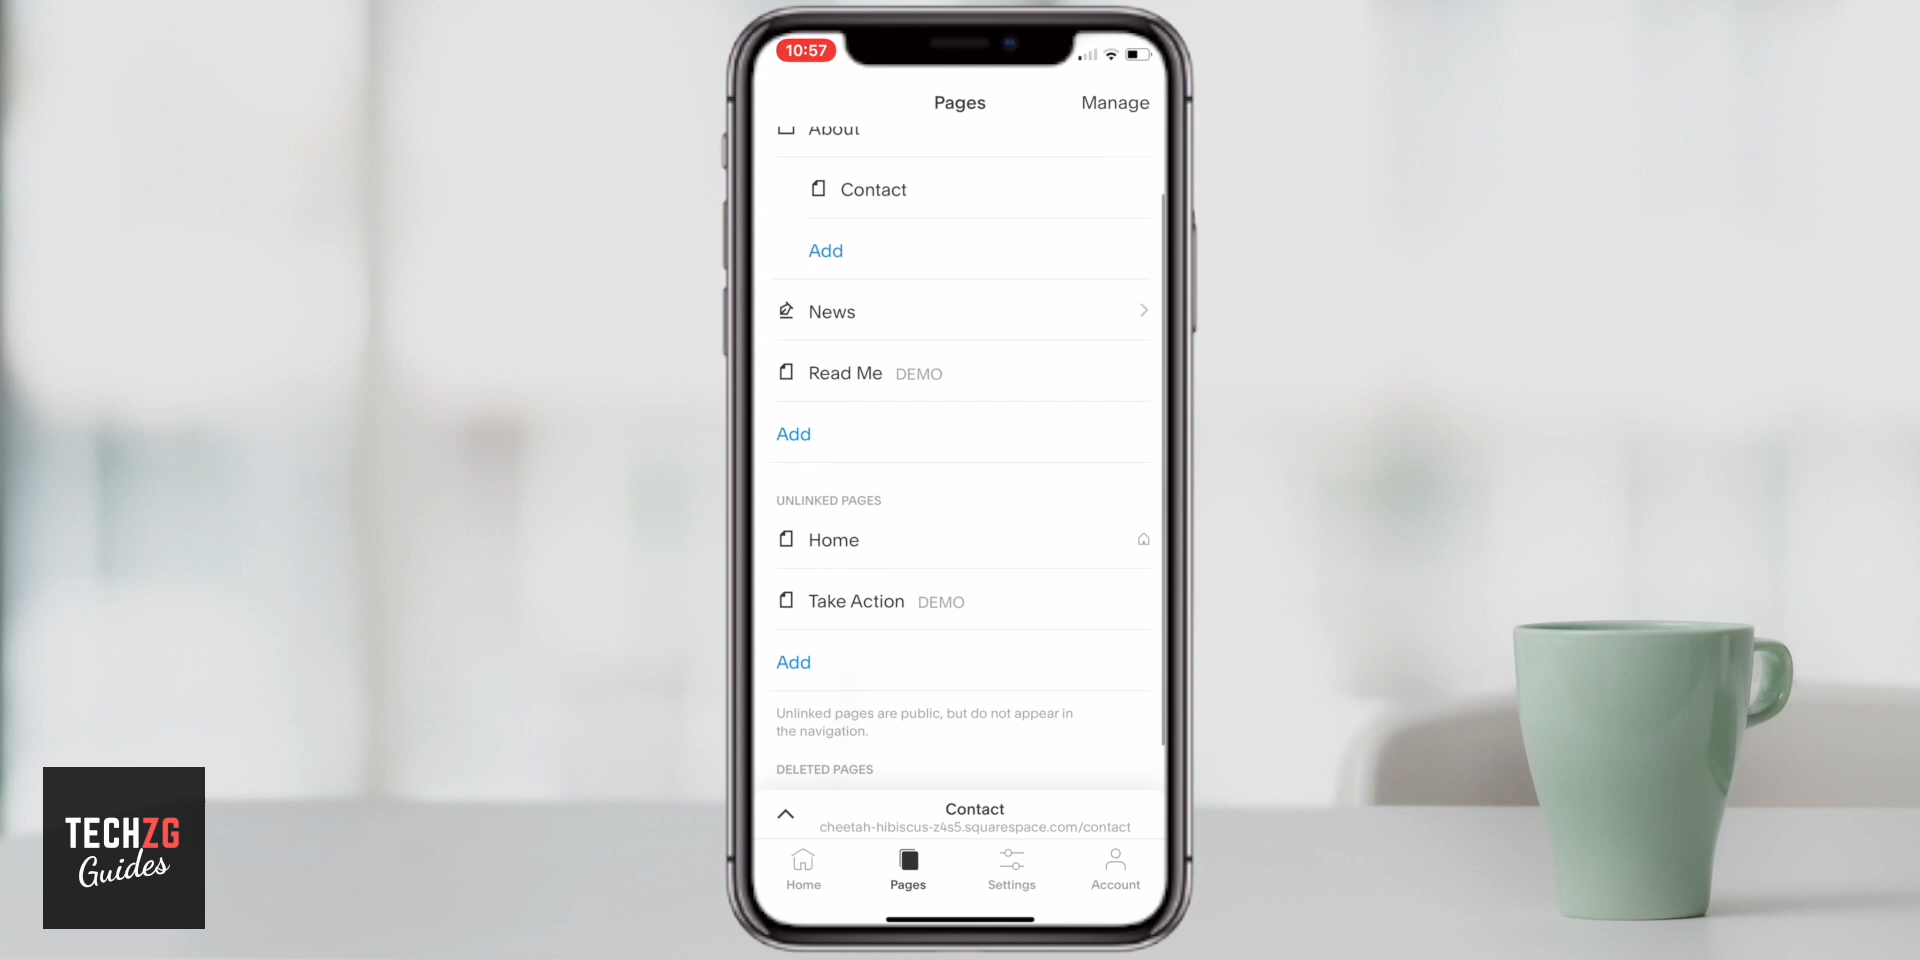 10:57
Pages
Manage
About
Contact
Add
News
Read Me DEMO
Add
UNLINKED PAGES
Home
Take Action DEMO
Add
Unlinked pages are public, but do not appear in
the navigation.
DELETED PAGES
Contact
cheetah-hibiscus-z4s5.squarespace.com/contact
Home
Pages
Settings
Account
TECHZG
Guides